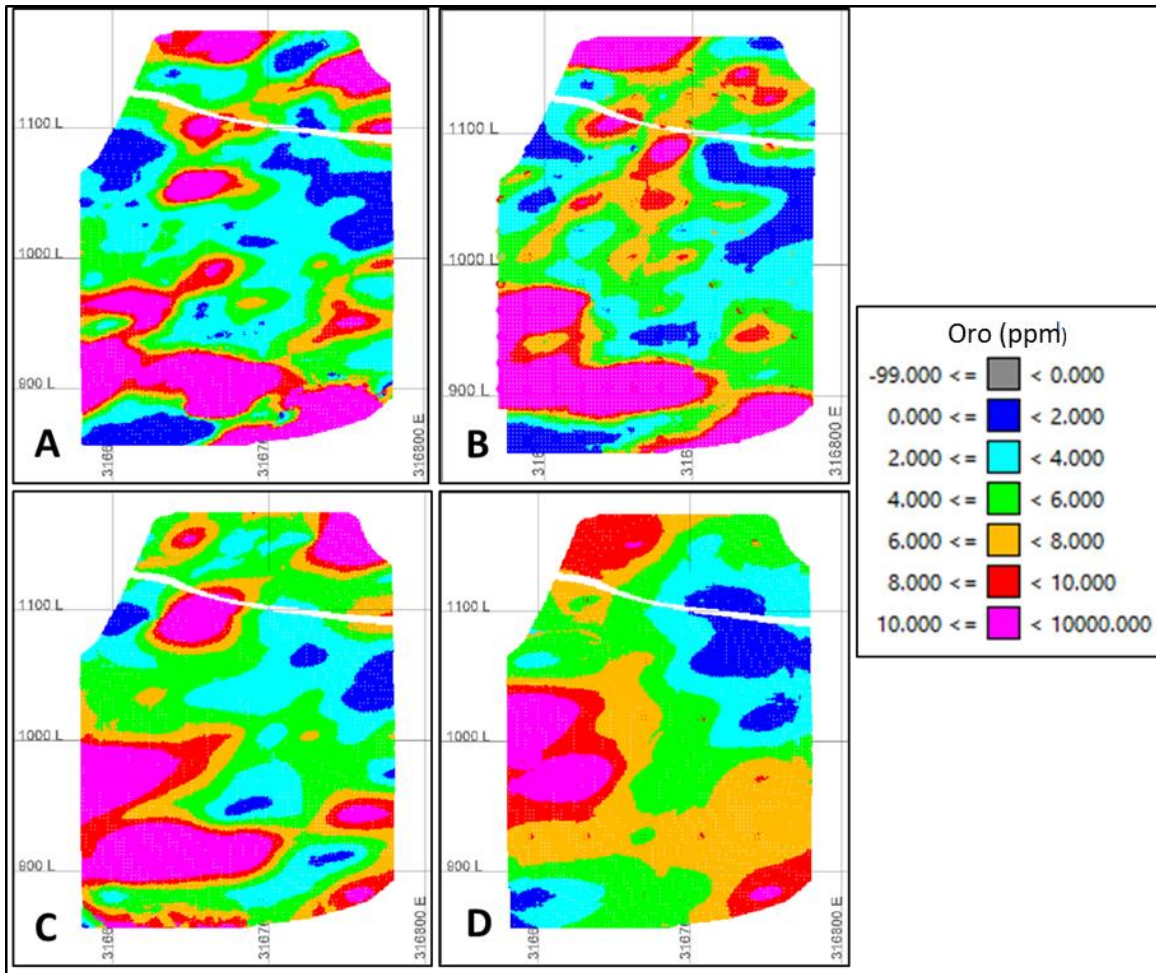 1100 L
1000 L
900 L
A
3166
3167
316800 E
1100 L
1000 L
900 L
B
316
316
316800 E
Oro (ppm)
-99.000 <= < 0.000
0.000 <= < 2.000
2.000 <= < 4.000
4.000 <= < 6.000
6.000 <= < 8.000
8.000 <= < 10.000
10.000 <= < 10000.000
1100 L
1000 L
900 L
C
3166
3167
316800 E
1100 L
1000 L
900 L
D
3166
3167
316800 E